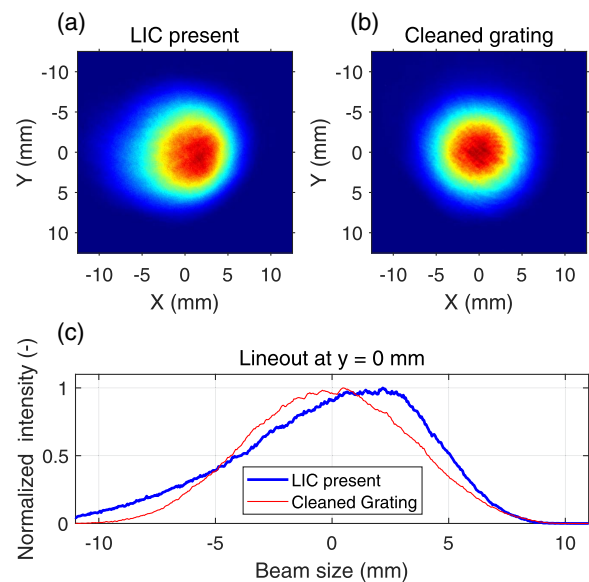 (a) (b)
LIC present Cleaned grating
-10 -10
-5 -5
0 0
5 5
10 10
Y (mm) Y (mm)
-10 -5 0 5 10 -10 -5 0 5 10
X (mm) X (mm)
(c)
Lineout at y = 0 mm
1
0.5
0
Normalized intensity (-)
LIC present
Cleaned Grating
-10 -5 0 5 10
Beam size (mm)